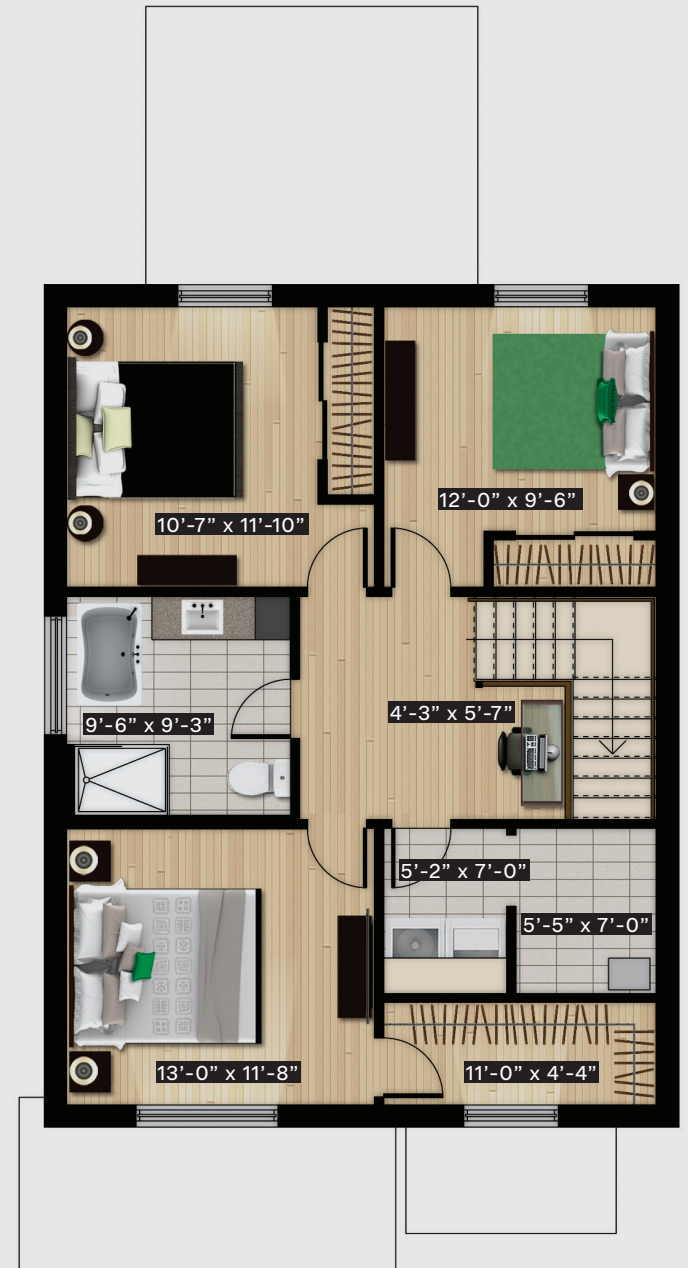 12’-0” x 9’-6”
10’-7” x 11’-10”
4’-3” x 5’-7”
9’-6” x 9’-3”
5’-2” x 7’-0”
5’-5” x 7’-0”
13’-0” x 11’-8”
11’-0” x 4’-4”